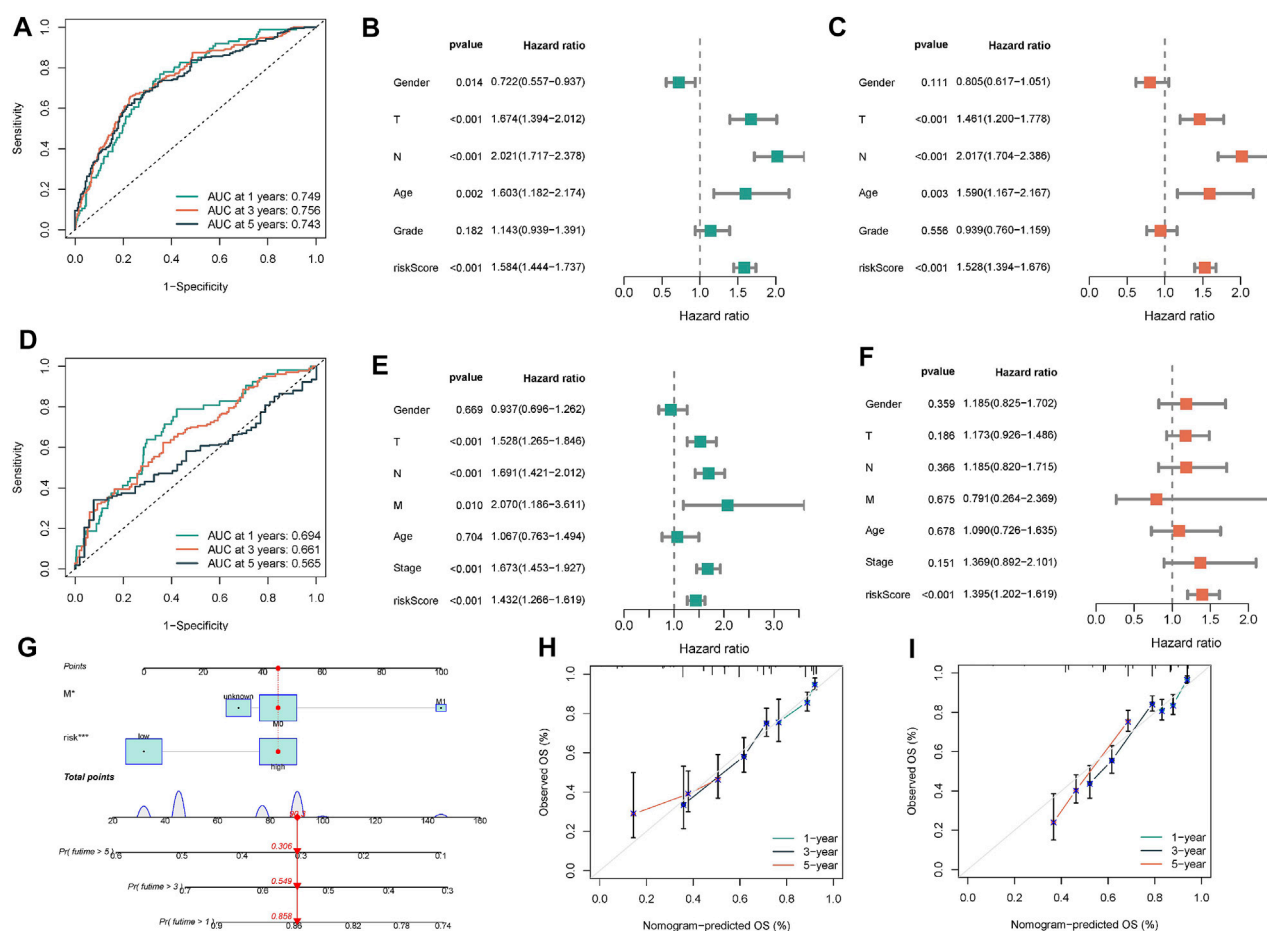 A
Sensitivity
1.0
0.8
0.6
0.4
0.2
0.0
AUC at 1 years: 0.749
AUC at 3 years: 0.756
AUC at 5 years: 0.743
0.0 0.2 0.4 0.6 0.8 1.0
1−Specificity
B
pvalue Hazard ratio
Gender 0.014 0.722(0.557−0.937)
T <0.001 1.674(1.394−2.012)
N <0.001 2.021(1.717−2.378)
Age 0.002 1.603(1.182−2.174)
Grade 0.182 1.143(0.939−1.391)
riskScore <0.001 1.584(1.444−1.737)
0.0 0.5 1.0 1.5 2.0
Hazard ratio
C
pvalue Hazard ratio
Gender 0.111 0.805(0.617−1.051)
T <0.001 1.461(1.200−1.778)
N <0.001 2.017(1.704−2.386)
Age 0.003 1.590(1.167−2.167)
Grade 0.556 0.939(0.760−1.159)
riskScore <0.001 1.528(1.394−1.676)
0.0 0.5 1.0 1.5 2.0
Hazard ratio
D
Sensitivity
1.0
0.8
0.6
0.4
0.2
0.0
AUC at 1 years: 0.694
AUC at 3 years: 0.661
AUC at 5 years: 0.565
0.0 0.2 0.4 0.6 0.8 1.0
1−Specificity
E
pvalue Hazard ratio
Gender 0.669 0.937(0.696−1.262)
T <0.001 1.528(1.265−1.846)
N <0.001 1.691(1.421−2.012)
M 0.010 2.070(1.186−3.611)
Age 0.704 1.067(0.763−1.494)
Stage <0.001 1.673(1.453−1.927)
riskScore <0.001 1.432(1.266−1.619)
0.0 1.0 2.0 3.0
Hazard ratio
F
pvalue Hazard ratio
Gender 0.359 1.185(0.825−1.702)
T 0.186 1.173(0.926−1.486)
N 0.366 1.185(0.820−1.715)
M 0.675 0.791(0.264−2.369)
Age 0.678 1.090(0.726−1.635)
Stage 0.151 1.369(0.892−2.101)
riskScore <0.001 1.395(1.202−1.619)
0.0 0.5 1.0 1.5 2.0
Hazard ratio
G
Points
0 20 40 60 80 100
M*
unknown
M0
M1
risk***
low
high
Total points
20 40 60 80 100 120 140 160
0.306
Pr( futime > 5)
0.6 0.5 0.4 0.3 0.2 0.1
0.549
Pr( futime > 3)
0.7 0.6 0.5 0.4 0.3
0.858
Pr( futime > 1)
0.9 0.86 0.82 0.78 0.74
H
Observed OS (%)
1.0
0.8
0.6
0.4
0.2
0.0
1-year
3-year
5-year
0.0 0.2 0.4 0.6 0.8 1.0
Nomogram−predicted OS (%)
I
Observed OS (%)
1.0
0.8
0.6
0.4
0.2
0.0
1-year
3-year
5-year
0.0 0.2 0.4 0.6 0.8 1.0
Nomogram−predicted OS (%)